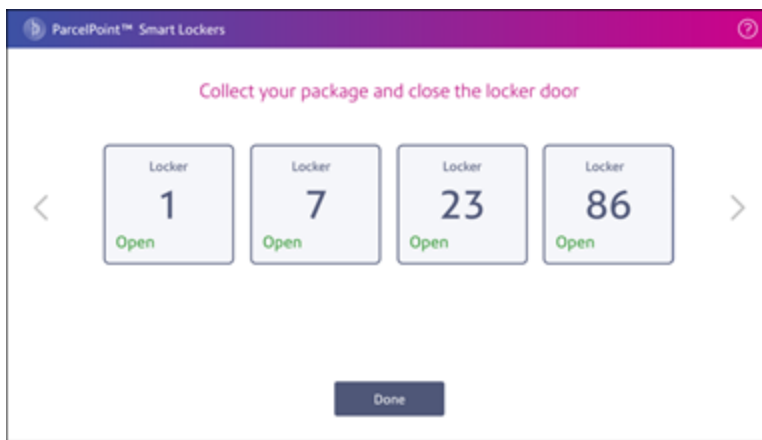 ParcelPoint™ Smart Lockers
?
Collect your package and close the locker door
Locker
1
Open
Locker
7
Open
Locker
23
Open
Locker
86
Open
Done